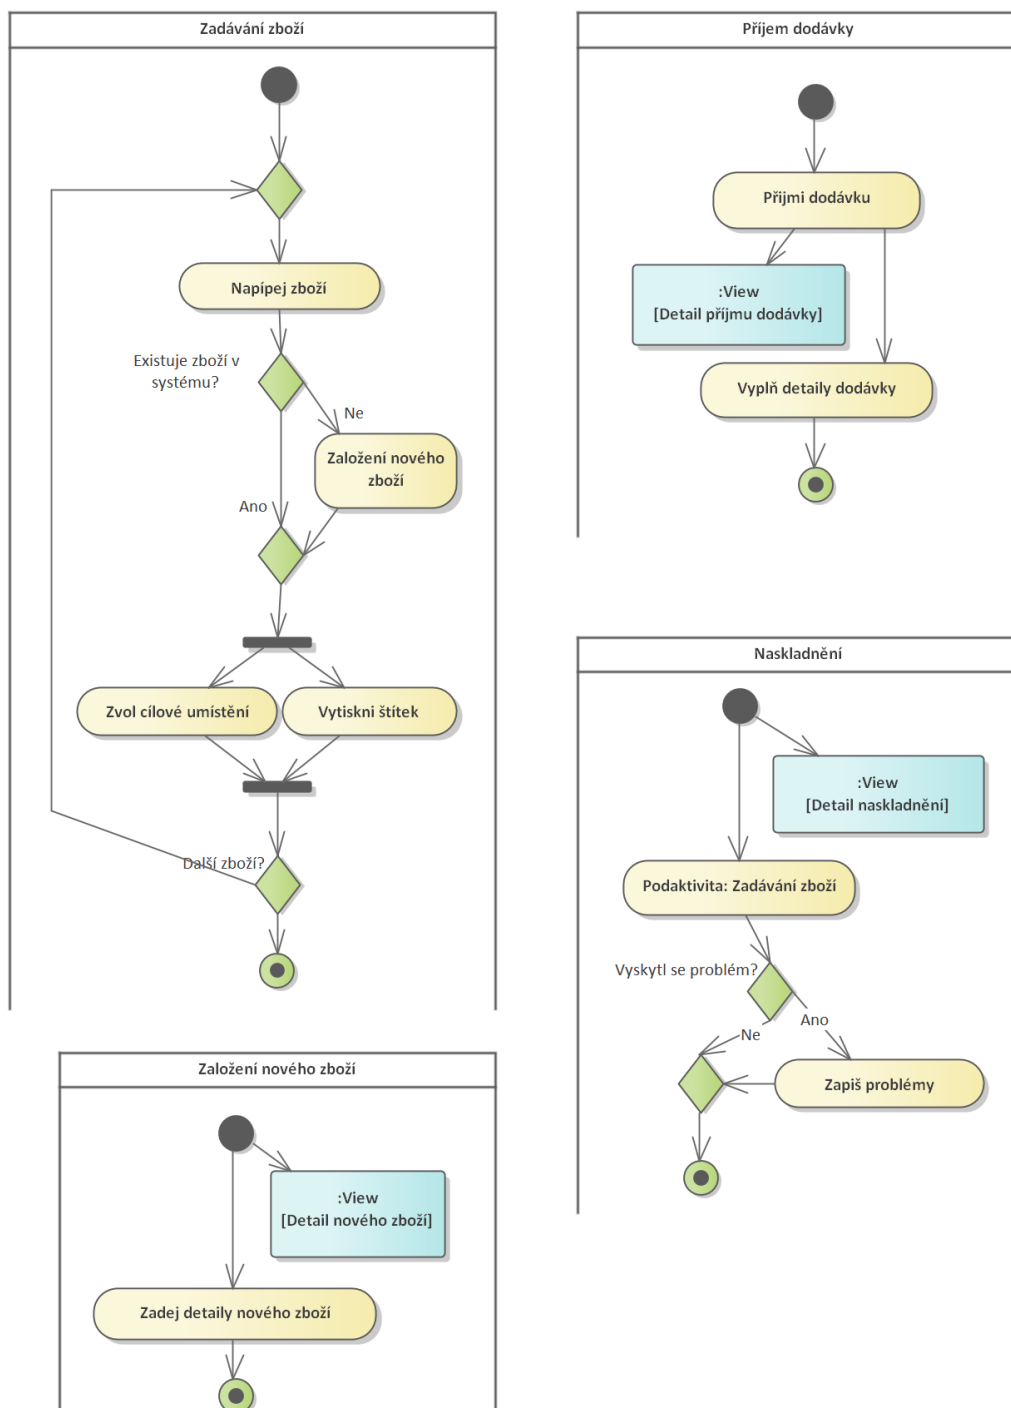 Zadávání zboží
Napípej zboží
Existuje zboží v
systému?
Ne
Založení nového
zboží
Ano
Zvol cílové umístění
Vytiskni štítek
Další zboží?
Založení nového zboží
:View
[Detail nového zboží]
Zadej detaily nového zboží
Příjem dodávky
Přijmi dodávku
:View
[Detail příjmu dodávky]
Vyplň detaily dodávky
Naskladnění
:View
[Detail naskladnění]
Podaktivita: Zadávání zboží
Vyskytl se problém?
Ano
Ne
Zapiš problémy